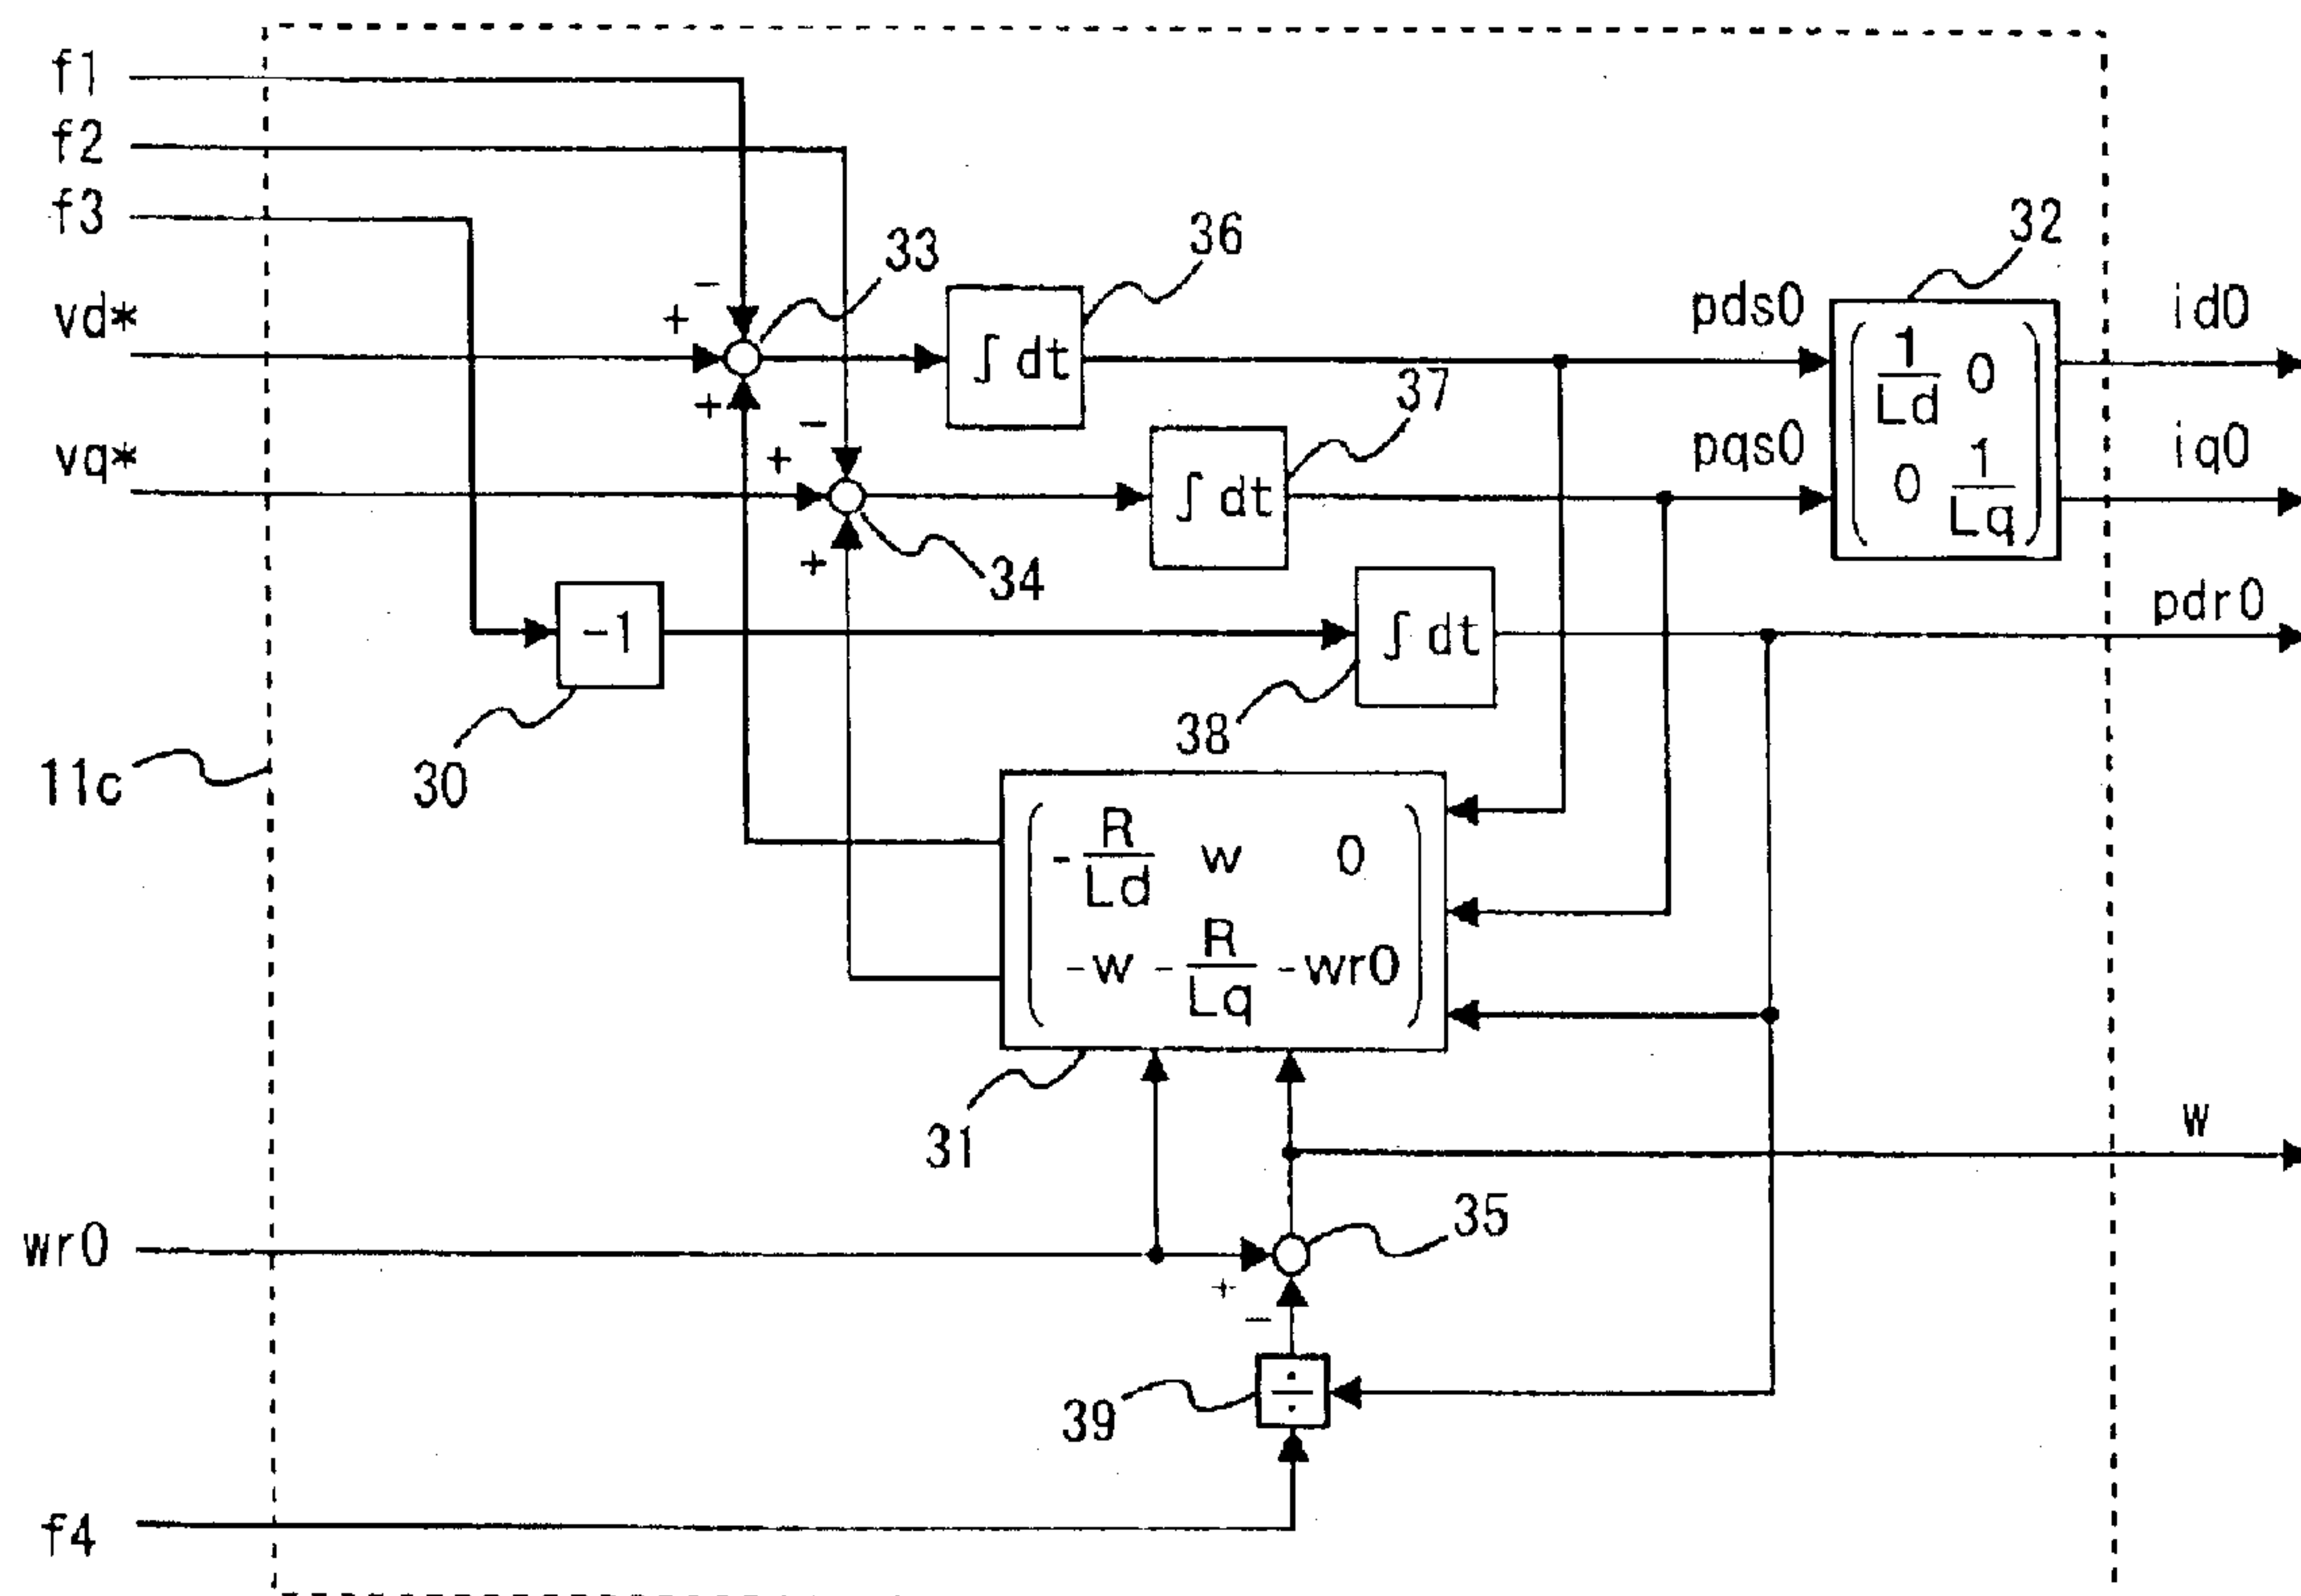 f1
f2
f3
36
32
33
vd*
- +
∫ dt
pds0
id0
1/Ld 0
37
+
-
vq*
+
∫ dt
pqs0
iq0
0 1/Lq
+
34
-1
∫ dt
pdr0
11c
30
38
-R/Ld w 0
-w -R/Lq -wr0
31
w
35
wr0
+
-
39
÷
f4